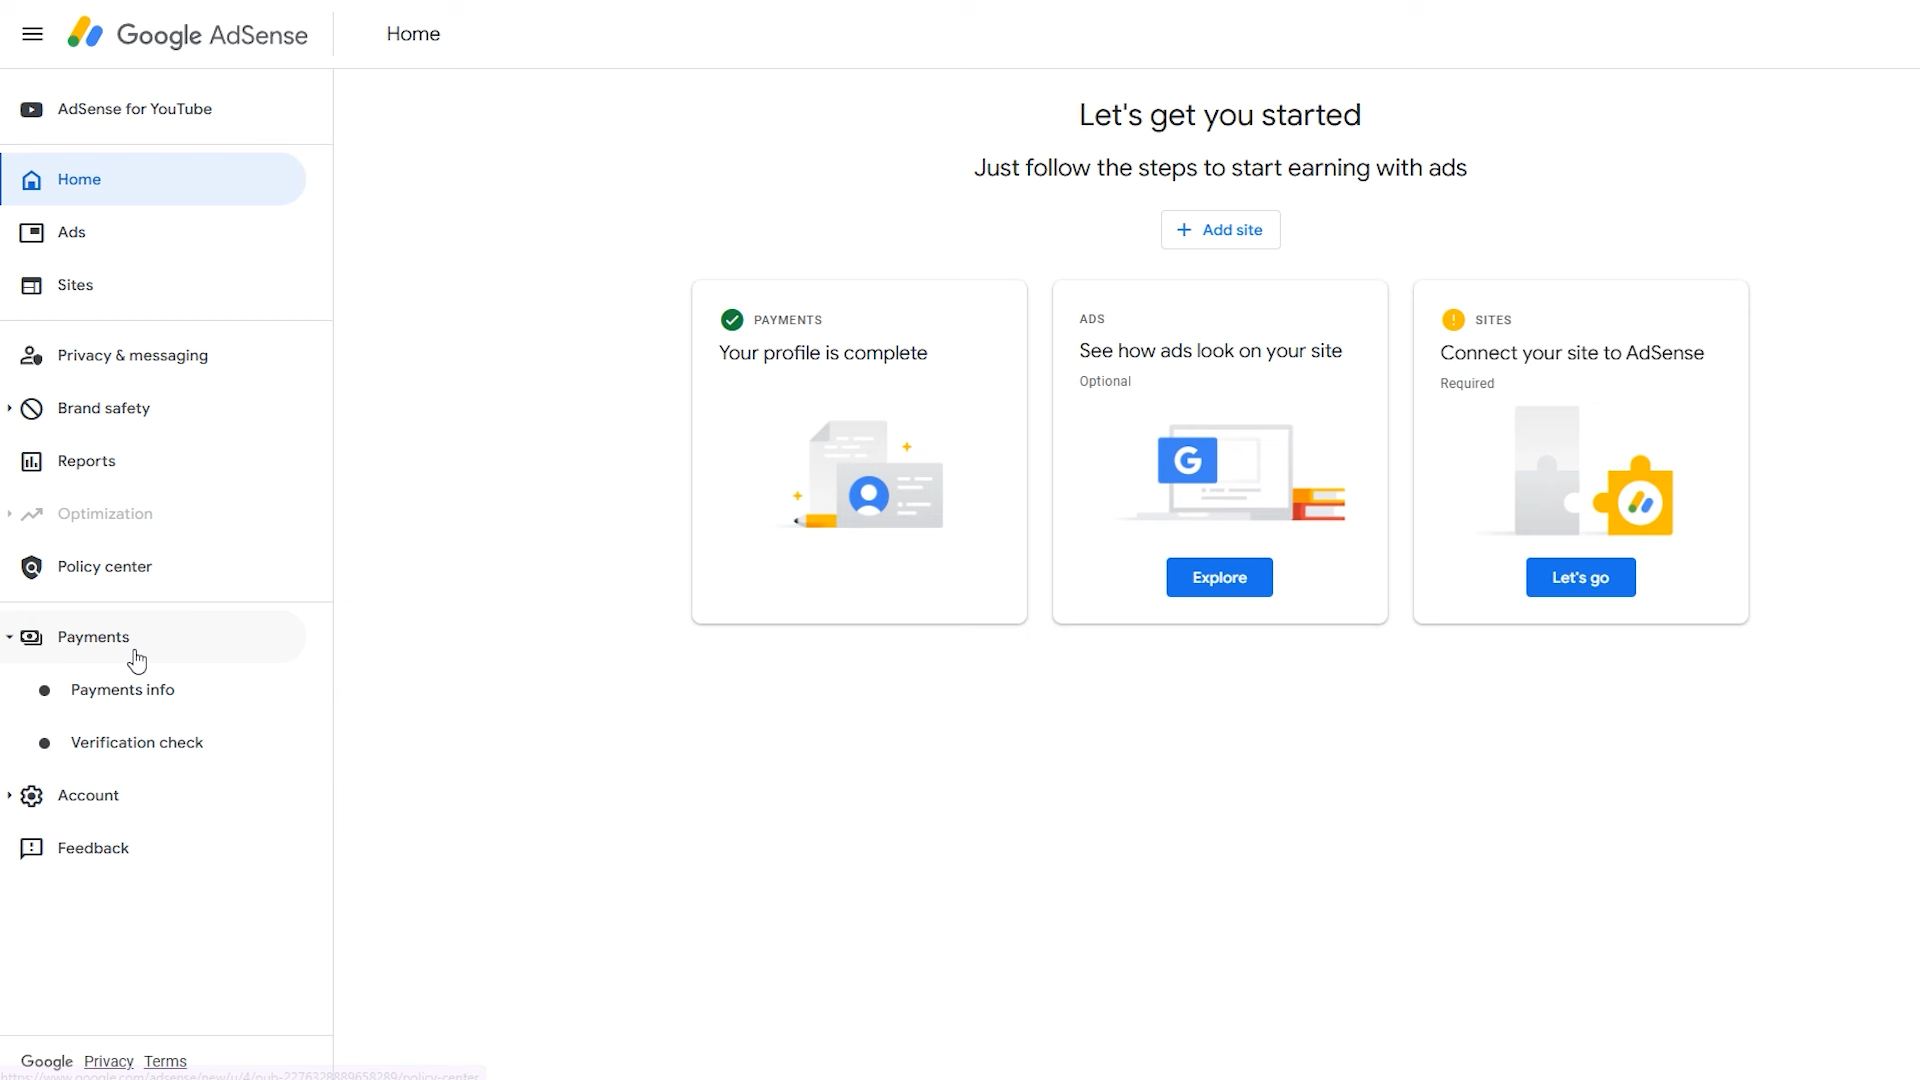 Google AdSense
Home
AdSense for YouTube
Home
Ads
Sites
Privacy & messaging
Brand safety
Reports
Optimization
Policy center
Payments
Payments info
Verification check
Account
Feedback
Google Privacy Terms
Let's get you started
Just follow the steps to start earning with ads
+ Add site
PAYMENTS
Your profile is complete
ADS
See how ads look on your site
Optional
G
Explore
! SITES
Connect your site to AdSense
Required
Let's go